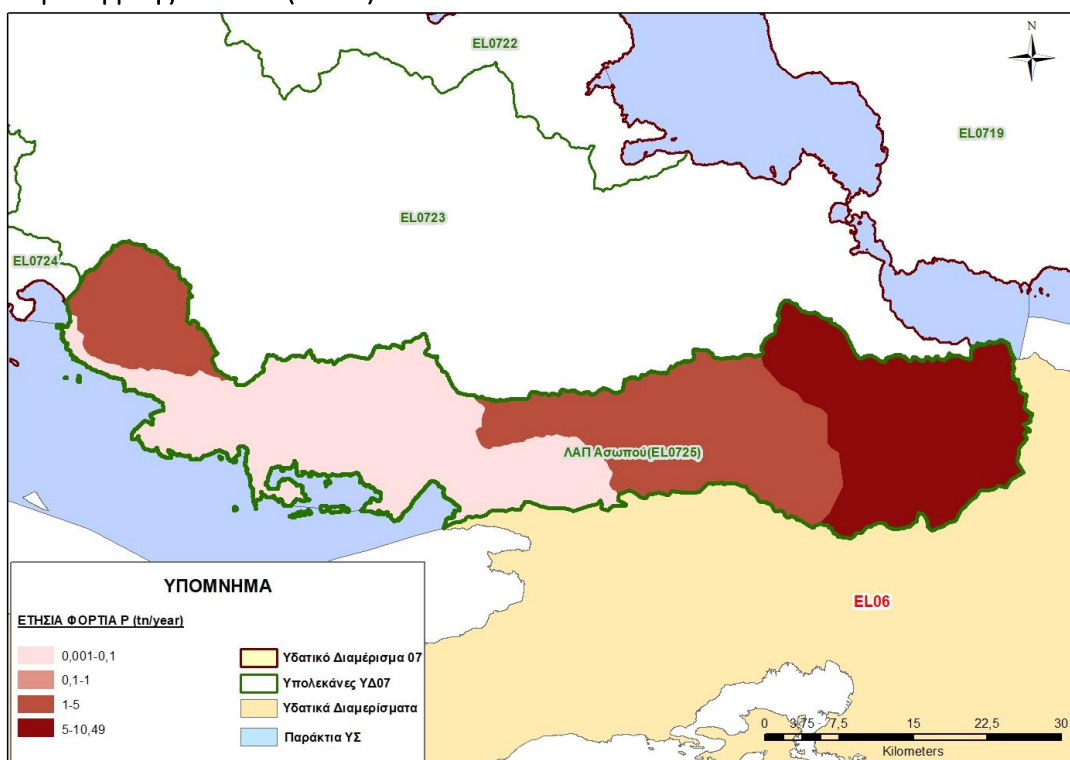 N
EL0722
EL0719
EL0723
EL0724
ΛΑΠ Ασωπού(EL0725)
EL06
ΥΠΟΜΝΗΜΑ
ΕΤΗΣΙΑ ΦΟΡΤΙΑ P (tn/year)
0,001-0,1
0,1-1
1-5
5-10,49
Υδατικό Διαμέρισμα 07
Υπολεκάνες ΥΔ07
Υδατικά Διαμερίσματα
Παράκτια ΥΣ
0 3,75 7,5 15 22,5 30
Kilometers